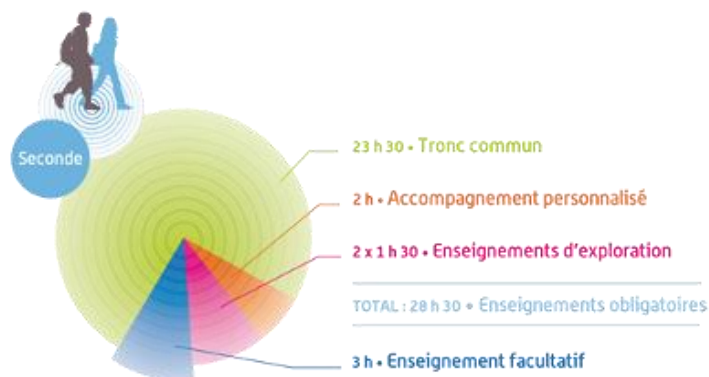 Seconde
23 h 30 • Tronc commun
2 h • Accompagnement personnalisé
2 x 1 h 30 • Enseignements d'exploration
TOTAL : 28 h 30 • Enseignements obligatoires
3 h • Enseignement facultatif